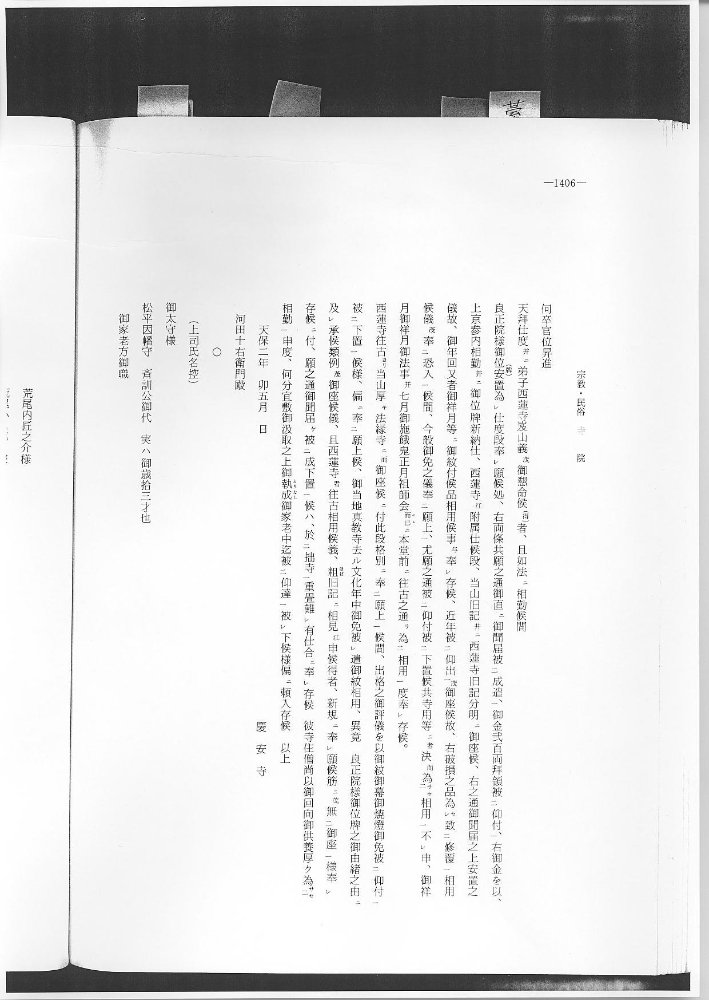 ―1406―
宗教・民俗 寺 院
何卒官位昇進
天拜仕度并ニ弟子西蓮寺岌山義茂御懇命候(得)者、且如法ニ相勤候間
良正院様御位(牌)安置為レ仕度段奉レ願候処、右両條共願之通御直ニ御聞届被ニ成遣一、御金弐百両拜領被ニ仰付一、右御金を以、
上京参内相勤并ニ御位牌新納仕、西蓮寺江附属仕候段、当山旧記并ニ西蓮寺旧記分明ニ御座候、右之通御聞届之上安置之
儀故、御年回又者御祥月等ニ御紋付候品相用候事与奉レ存候、近年被ニ仰出一茂御座候故、右破損之品為レセ致ニ修覆一相用
候儀茂奉ニ恐入一候間、今般御免之儀奉ニ願上一、尤願之通被ニ仰付被ニ下置候共寺用等ニ者決而為ニサセ相用一不レ申、御祥
月御祥月御法事并七月御施餓鬼正月祖師会而已のみニ本堂前ニ往古之通リ為ニ相用一度奉レ存候。
西蓮寺往古ヨリ当山厚キ法縁寺ニ而御座候ニ付此段格別ニ奉ニ願上一候間、出格之御評儀を以御紋御幕御焼燈御免被ニ仰付一
被ニ下置一候様、偏ニ奉ニ願上候、御当地真教寺去ル文化年中御免被レ遣御紋相用、異竟 良正院様御位牌之御由緒之由ニ
及レ承候類例茂御座候儀、且西蓮寺者往古相用候義、粗ほぼ旧記ニ相見江申候得者、新規ニ奉レ願候筋ニ茂無ニ御座一様奉レ
存候ニ付、願之通御聞届ケ被ニ成下置一候ハ、於ニ拙寺一重畳難レ有仕合ニ奉レ存候 彼寺住僧尚以御回向御供養厚ク為ニサセ
相勤一申度、何分宜敷御汲取之上御執成とりなし御家老中迄被ニ仰達一被レ下候様偏ニ頼入存候 以上
天保二年 卯五月 日 慶 安 寺
河田十右衛門殿
○
(上司氏名控)
御太守様
松平因幡守 斉訓公御代 実ハ御歳拾三才也
御家老方御職
荒尾内匠之介様